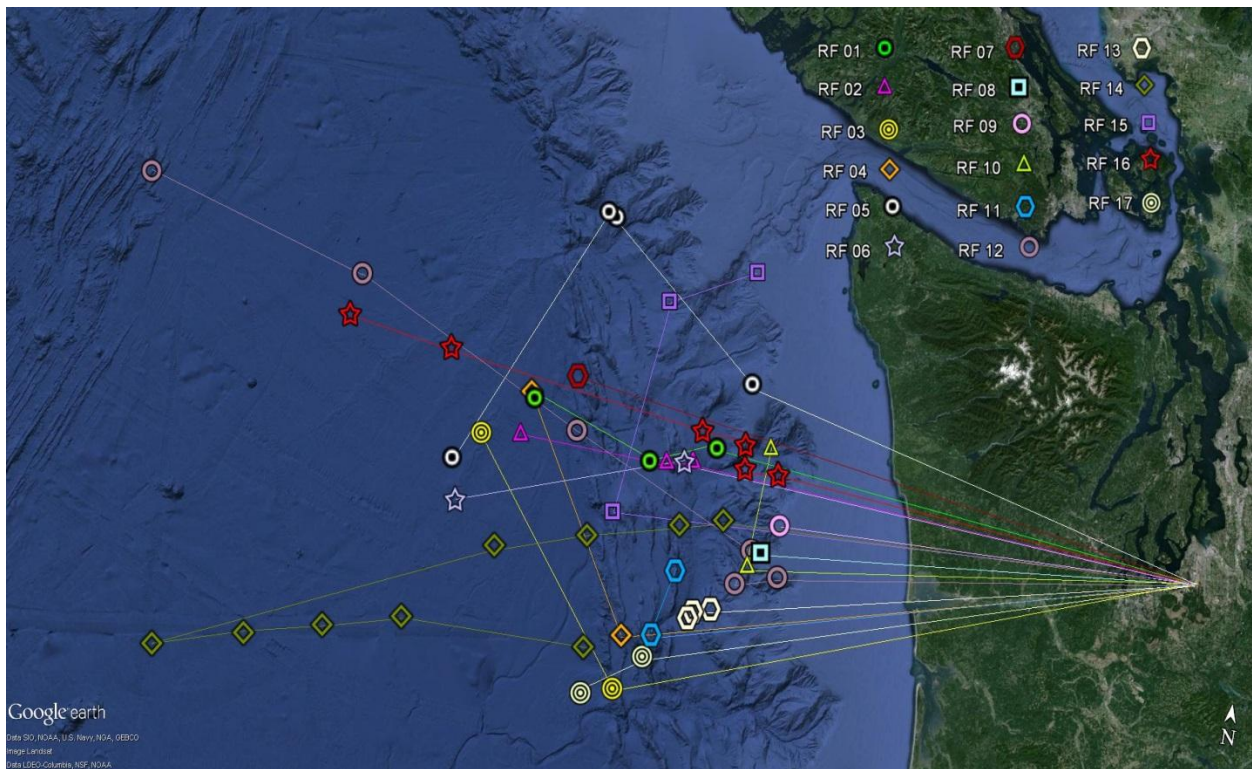 RF 01
RF 02
RF 03
RF 04
RF 05
RF 06
RF 07
RF 08
RF 09
RF 10
RF 11
RF 12
RF 13
RF 14
RF 15
RF 16
RF 17
Google earth
Data SIO, NOAA, U.S. Navy, NGA, GEBCO
Image Landsat
Data LDEO-Columbia, NSF, NOAA
N